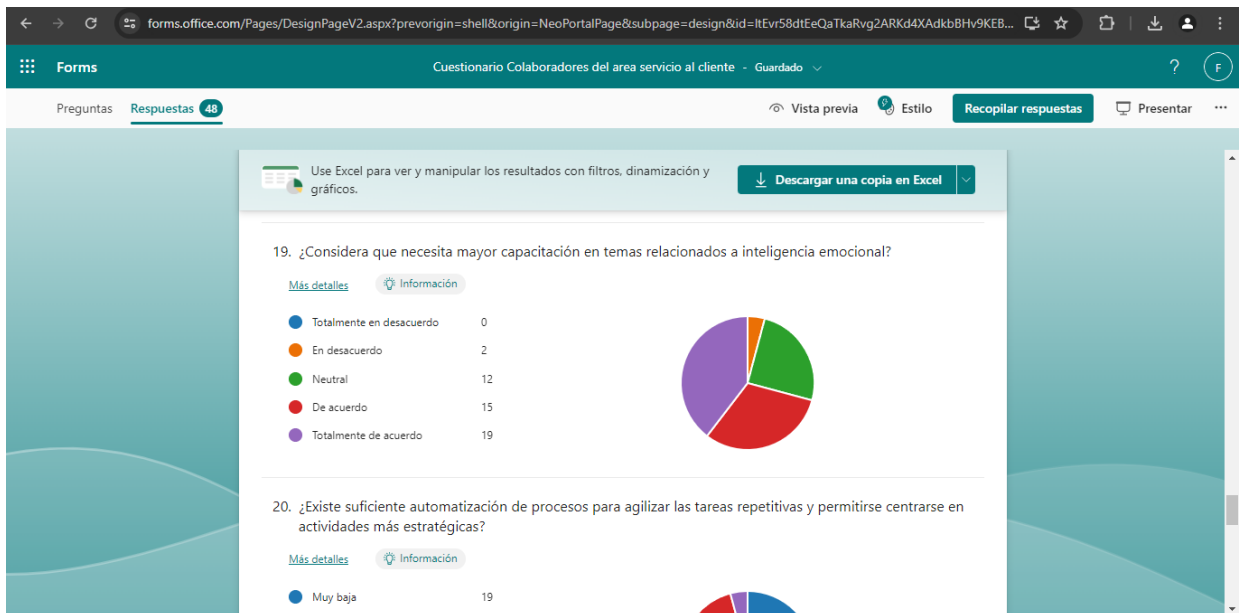 forms.office.com/Pages/DesignPageV2.aspx?prevorigin=shell&origin=NeoPortalPage&subpage=design&id=ItEvr58dtEeQaTkaRvg2ARKd4XAdkbBHv9KEB...
Forms
Cuestionario Colaboradores del area servicio al cliente - Guardado
?
F
Preguntas
Respuestas 48
Vista previa
Estilo
Recopilar respuestas
Presentar
...
Use Excel para ver y manipular los resultados con filtros, dinamización y
gráficos.
Descargar una copia en Excel
19. ¿Considera que necesita mayor capacitación en temas relacionados a inteligencia emocional?
Más detalles
Información
Totalmente en desacuerdo 0
En desacuerdo 2
Neutral 12
De acuerdo 15
Totalmente de acuerdo 19
20. ¿Existe suficiente automatización de procesos para agilizar las tareas repetitivas y permitirse centrarse en
actividades más estratégicas?
Más detalles
Información
Muy baja 19